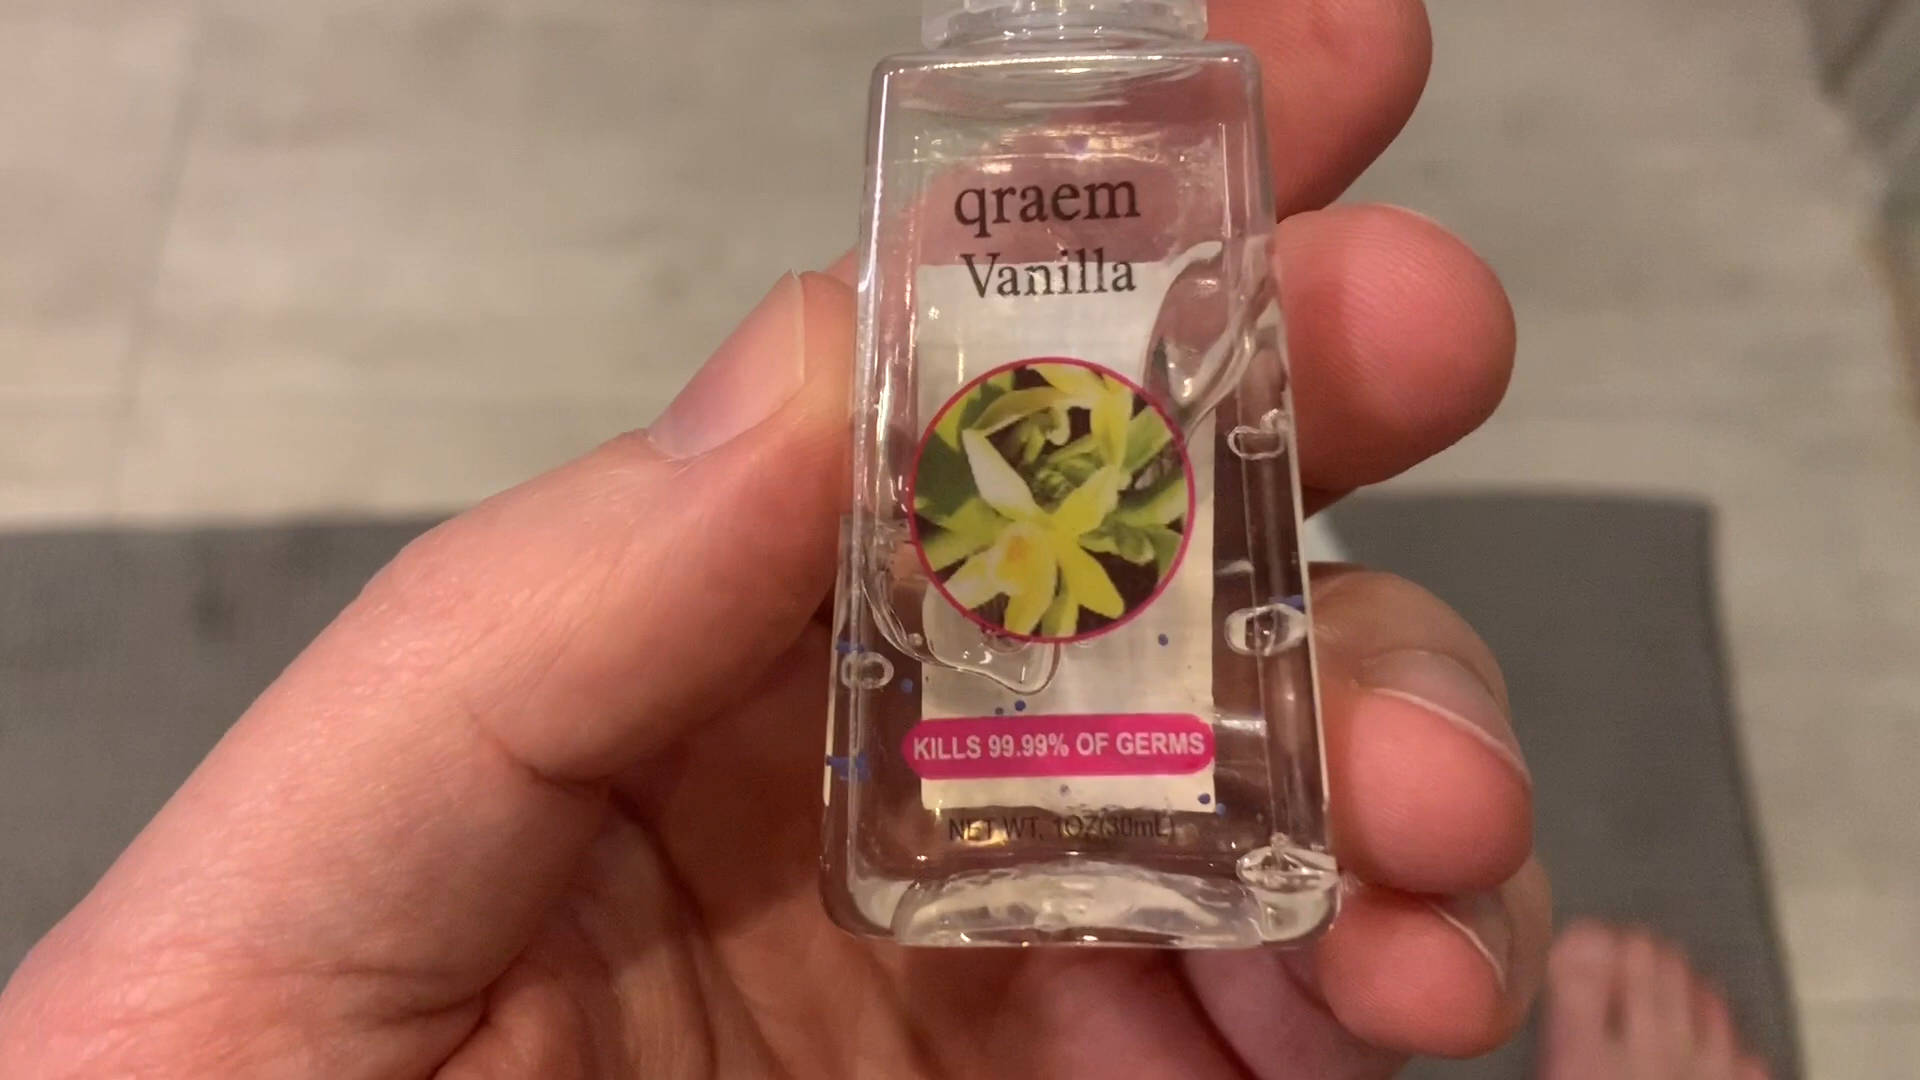 qraem
Vanilla
KILLS 99.99% OF GERMS
NET WT. 1OZ(30mL)